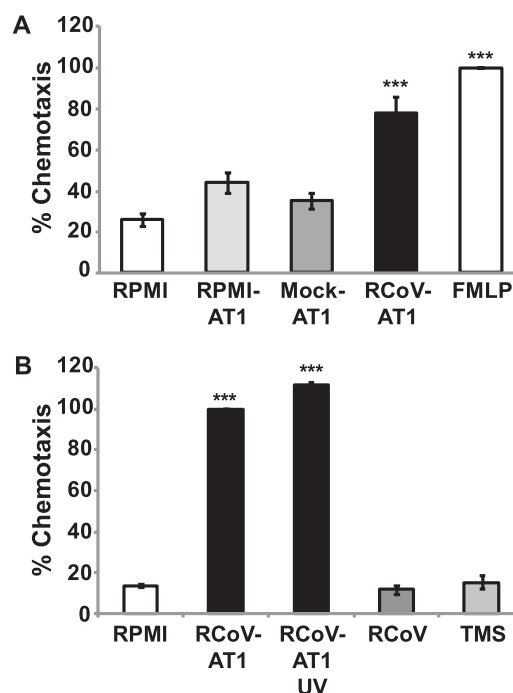 A
120
100
80
60
40
20
0
% Chemotaxis
*** ***
RPMI RPMI- Mock- RCoV- FMLP
AT1 AT1 AT1
B
120
100
80
60
40
20
0
% Chemotaxis
*** ***
RPMI RCoV- RCoV- RCoV TMS
AT1 AT1
UV